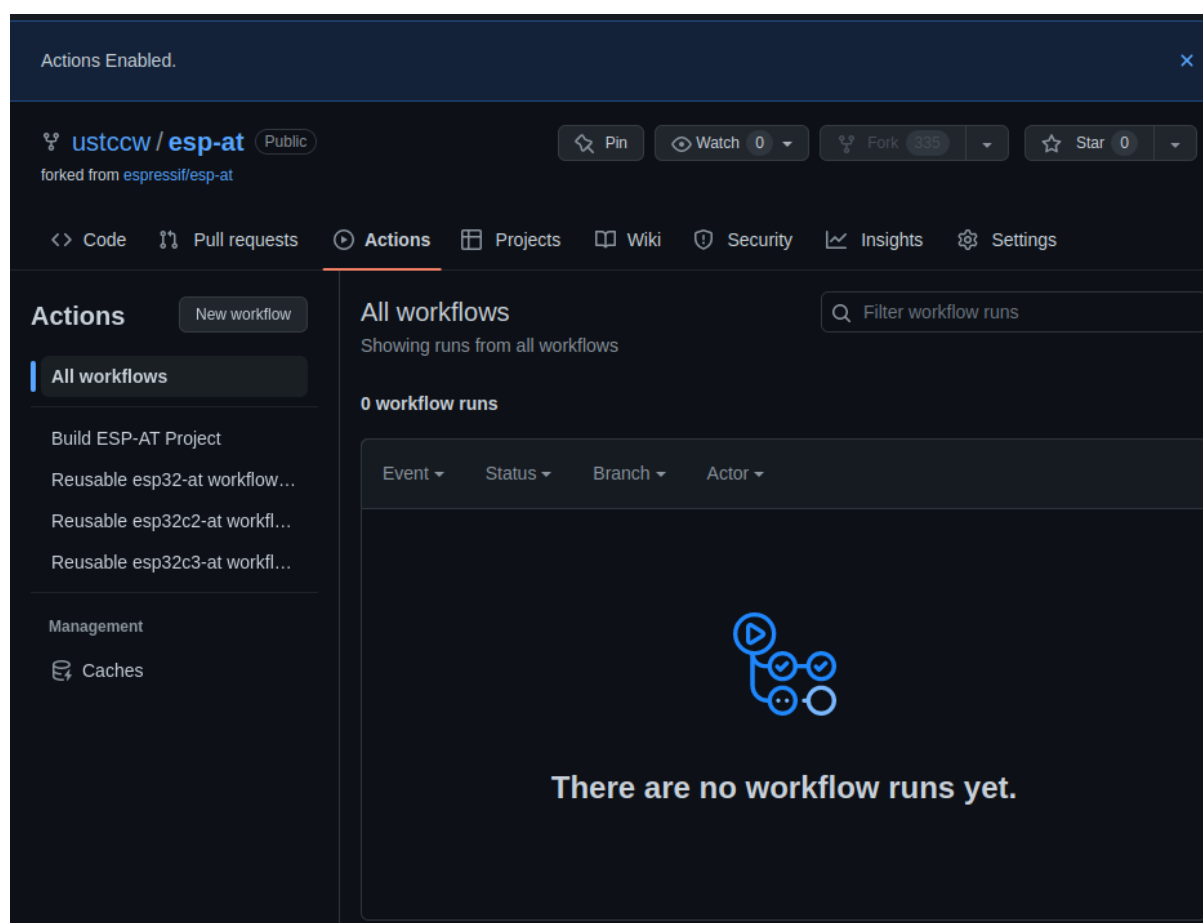 Actions Enabled.
ustccw / esp-at Public
Pin
Watch 0
Fork 335
Star 0
forked from espressif/esp-at
Code
Pull requests
Actions
Projects
Wiki
Security
Insights
Settings
Actions
New workflow
All workflows
Build ESP-AT Project
Reusable esp32-at workflow…
Reusable esp32c2-at workfl…
Reusable esp32c3-at workfl…
Management
Caches
All workflows
Showing runs from all workflows
Filter workflow runs
0 workflow runs
Event
Status
Branch
Actor
There are no workflow runs yet.